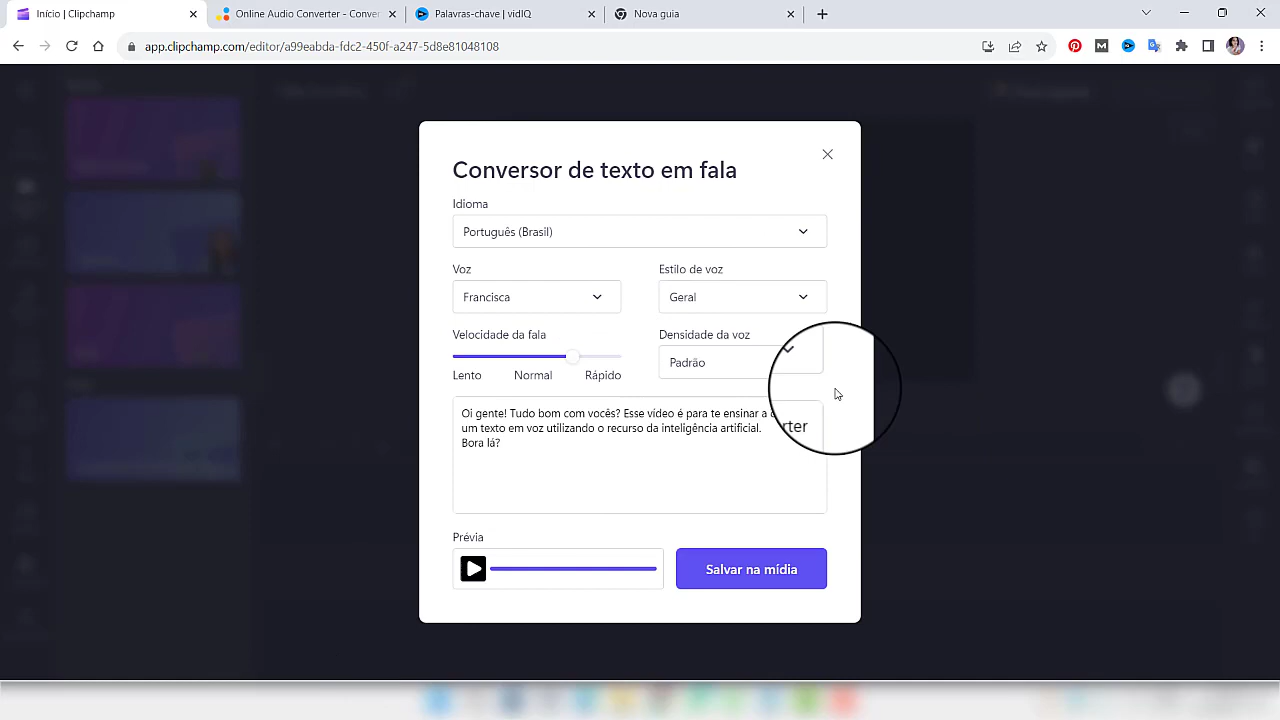 Início | Clipchamp
Online Audio Converter - Conver
Palavras-chave | vidIQ
Nova guia
app.clipchamp.com/editor/a99eabda-fdc2-450f-a247-5d8e81048108
Conversor de texto em fala
Idioma
Português (Brasil)
Voz
Estilo de voz
Francisca
Geral
Velocidade da fala
Densidade da voz
Padrão
Lento
Normal
Rápido
Oi gente! Tudo bom com vocês? Esse vídeo é para te ensinar a c rter
um texto em voz utilizando o recurso da inteligência artificial.
Bora lá?
Prévia
Salvar na mídia